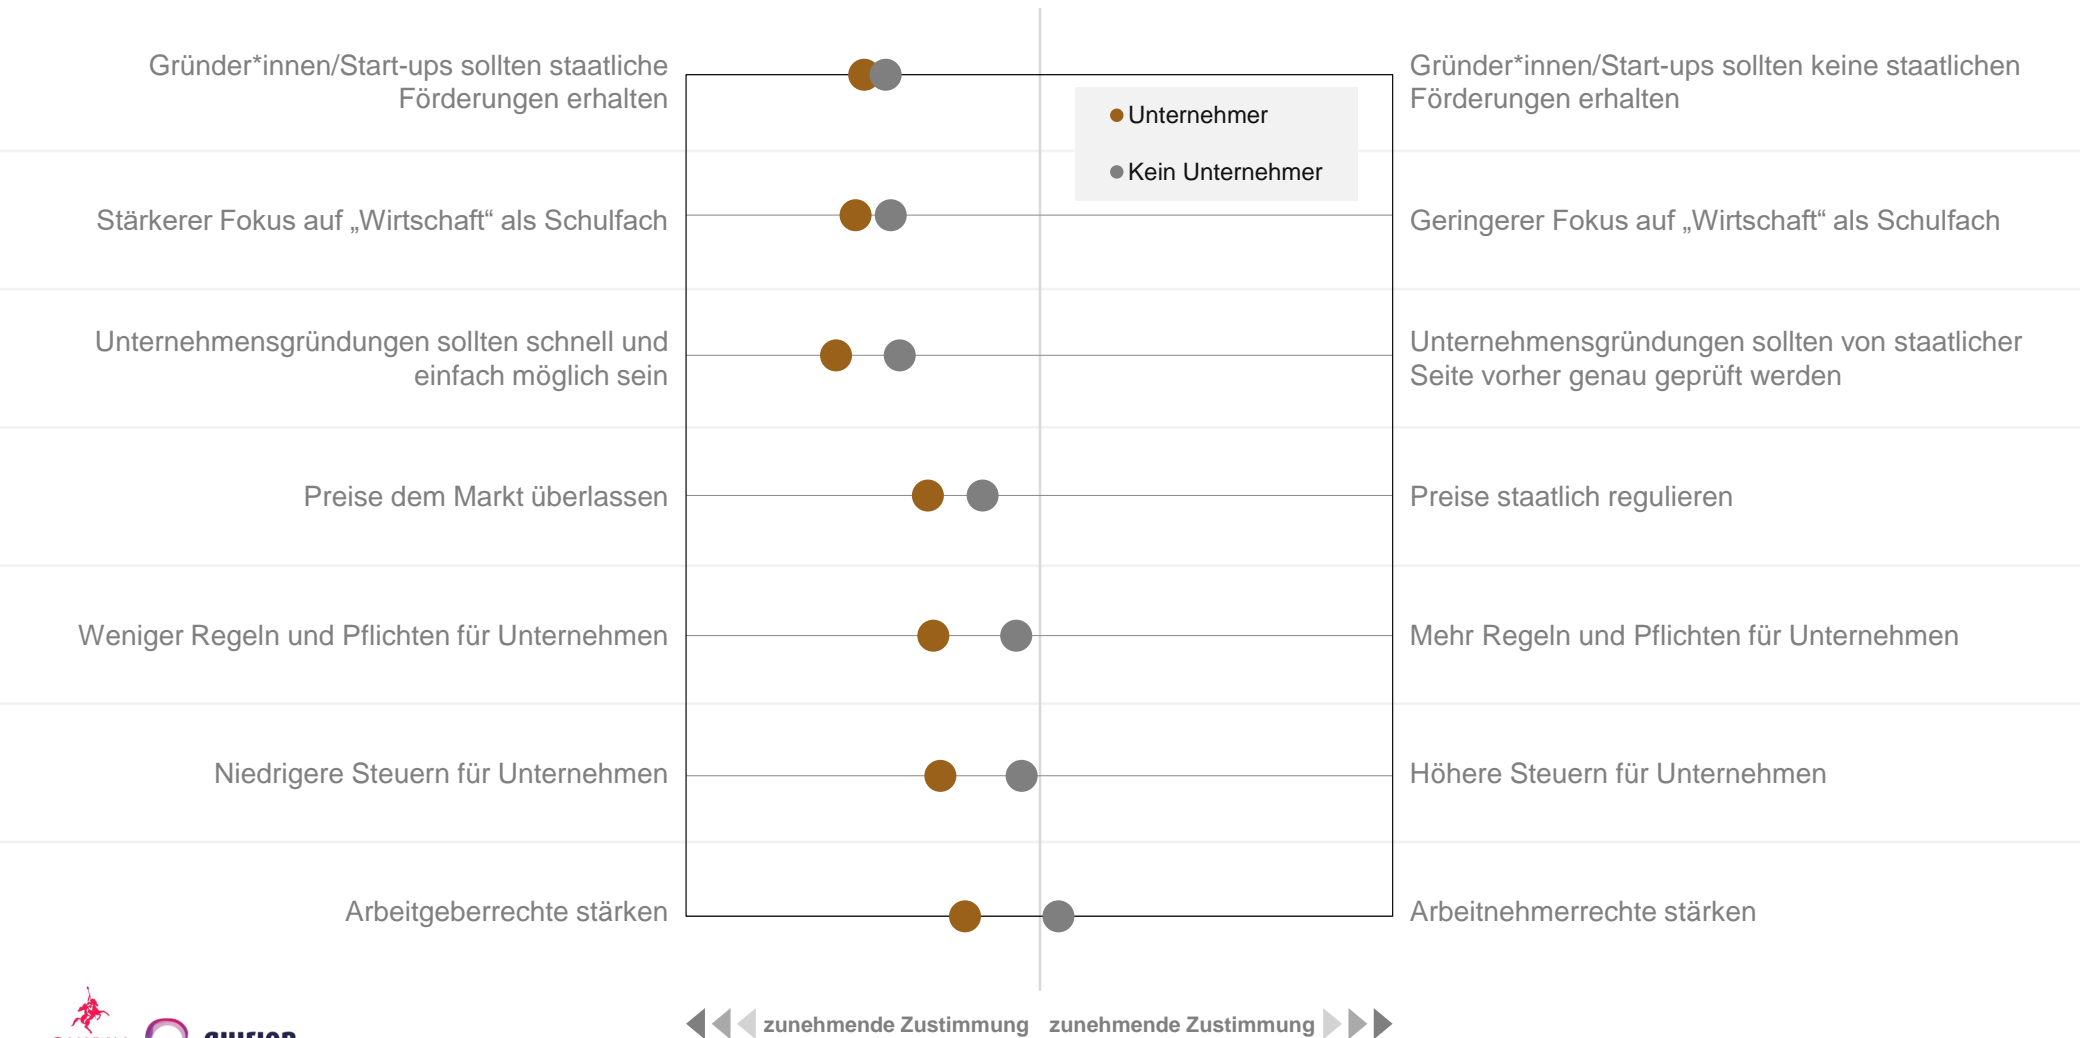 Gründer*innen/Start-ups sollten staatliche
Förderungen erhalten
Gründer*innen/Start-ups sollten keine staatlichen
Förderungen erhalten
Unternehmer
Kein Unternehmer
Stärkerer Fokus auf „Wirtschaft“ als Schulfach
Geringerer Fokus auf „Wirtschaft“ als Schulfach
Unternehmensgründungen sollten schnell und
einfach möglich sein
Unternehmensgründungen sollten von staatlicher
Seite vorher genau geprüft werden
Preise dem Markt überlassen
Preise staatlich regulieren
Weniger Regeln und Pflichten für Unternehmen
Mehr Regeln und Pflichten für Unternehmen
Niedrigere Steuern für Unternehmen
Höhere Steuern für Unternehmen
Arbeitgeberrechte stärken
Arbeitnehmerrechte stärken
zunehmende Zustimmung
zunehmende Zustimmung